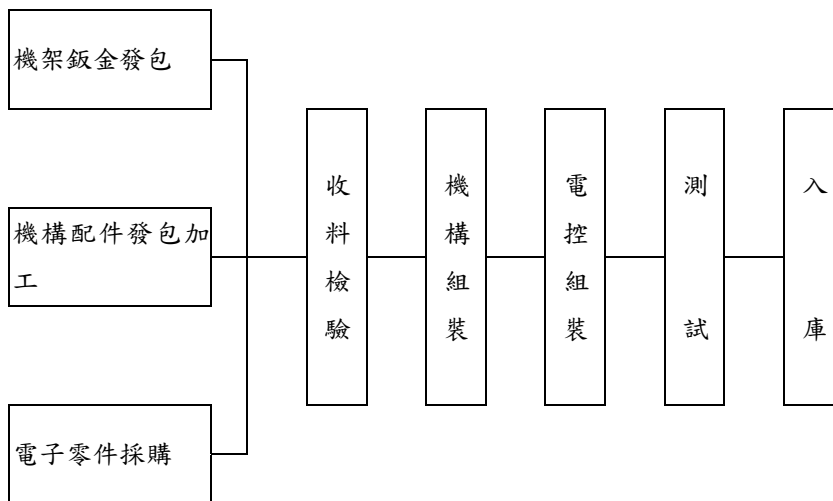 機架鈑金發包
機構配件發包加
工
電子零件採購
收料檢驗
機構組裝
電控組裝
測試
入庫